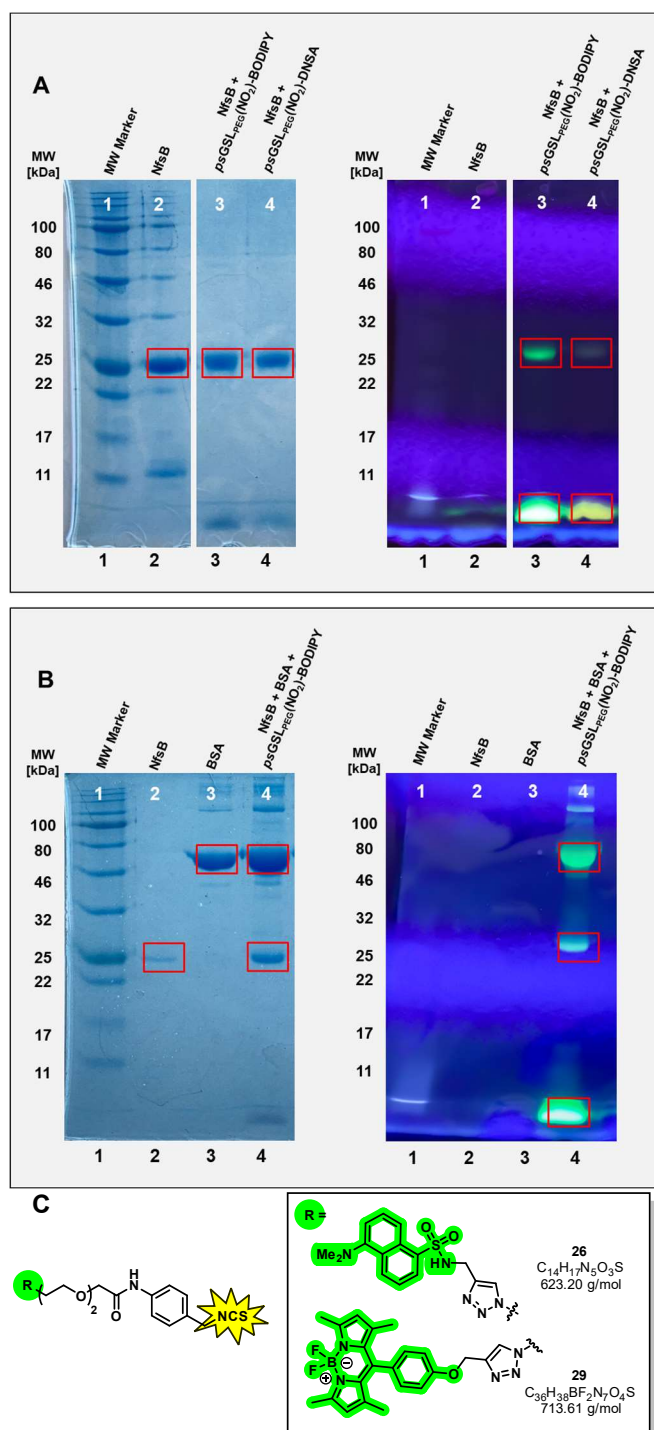 A
MW Marker
NfsB
NfsB +
psGSLPEG(NO2)-BODIPY
NfsB +
psGSLPEG(NO2)-DNSA
MW
[kDa]
1 2 3 4
100
80
46
32
25
22
17
11
1 2 3 4
MW Marker
NfsB
NfsB +
psGSLPEG(NO2)-BODIPY
NfsB +
psGSLPEG(NO2)-DNSA
MW
[kDa]
1 2 3 4
100
80
46
32
25
22
17
11
1 2 3 4
B
MW Marker
NfsB
BSA
NfsB + BSA +
psGSLPEG(NO2)-BODIPY
MW
[kDa]
1 2 3 4
100
80
46
32
25
22
17
11
1 2 3 4
MW Marker
NfsB
BSA
NfsB + BSA +
psGSLPEG(NO2)-BODIPY
MW
[kDa]
1 2 3 4
100
80
46
32
25
22
17
11
1 2 3 4
C
R
O
2
O
H
N
NCS
R =
Me2N
O O
S
HN
N
N=N
26
C14H17N5O3S
623.20 g/mol
F
F
B
N
N
⊖
⊕
O
N
N=N
29
C36H38BF2N7O4S
713.61 g/mol